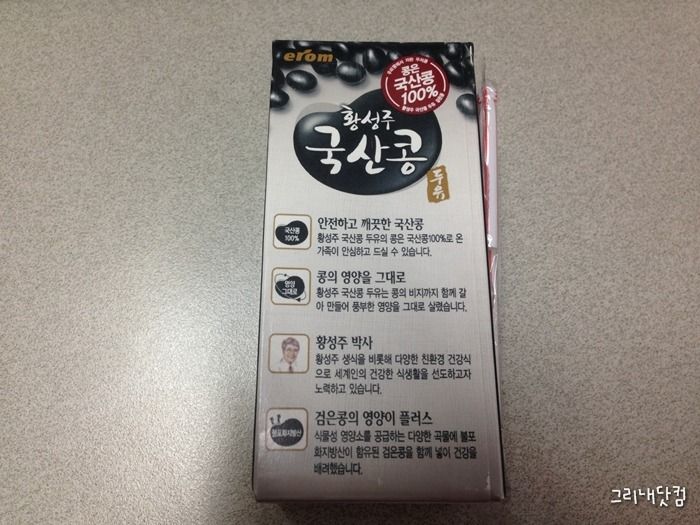 erom
콩은
국산콩
100%
황성주
국산콩
두유
국산콩
100%
안전하고 깨끗한 국산콩
황성주 국산콩 두유의 콩은 국산콩100%로 온
가족이 안심하고 드실 수 있습니다.
영양
그대로
콩의 영양을 그대로
황성주 국산콩 두유는 콩의 비지까지 함께 갈
아 만들어 풍부한 영양을 그대로 살렸습니다.
황성주 박사
황성주 생식을 비롯해 다양한 친환경 건강식
으로 세계인의 건강한 식생활을 선도하고자
노력하고 있습니다.
불포화지방산
검은콩의 영양이 플러스
식물성 영양소를 공급하는 다양한 곡물에 불포
화지방산이 함유된 검은콩을 함께 넣어 건강을
배려했습니다.
그리내닷컴